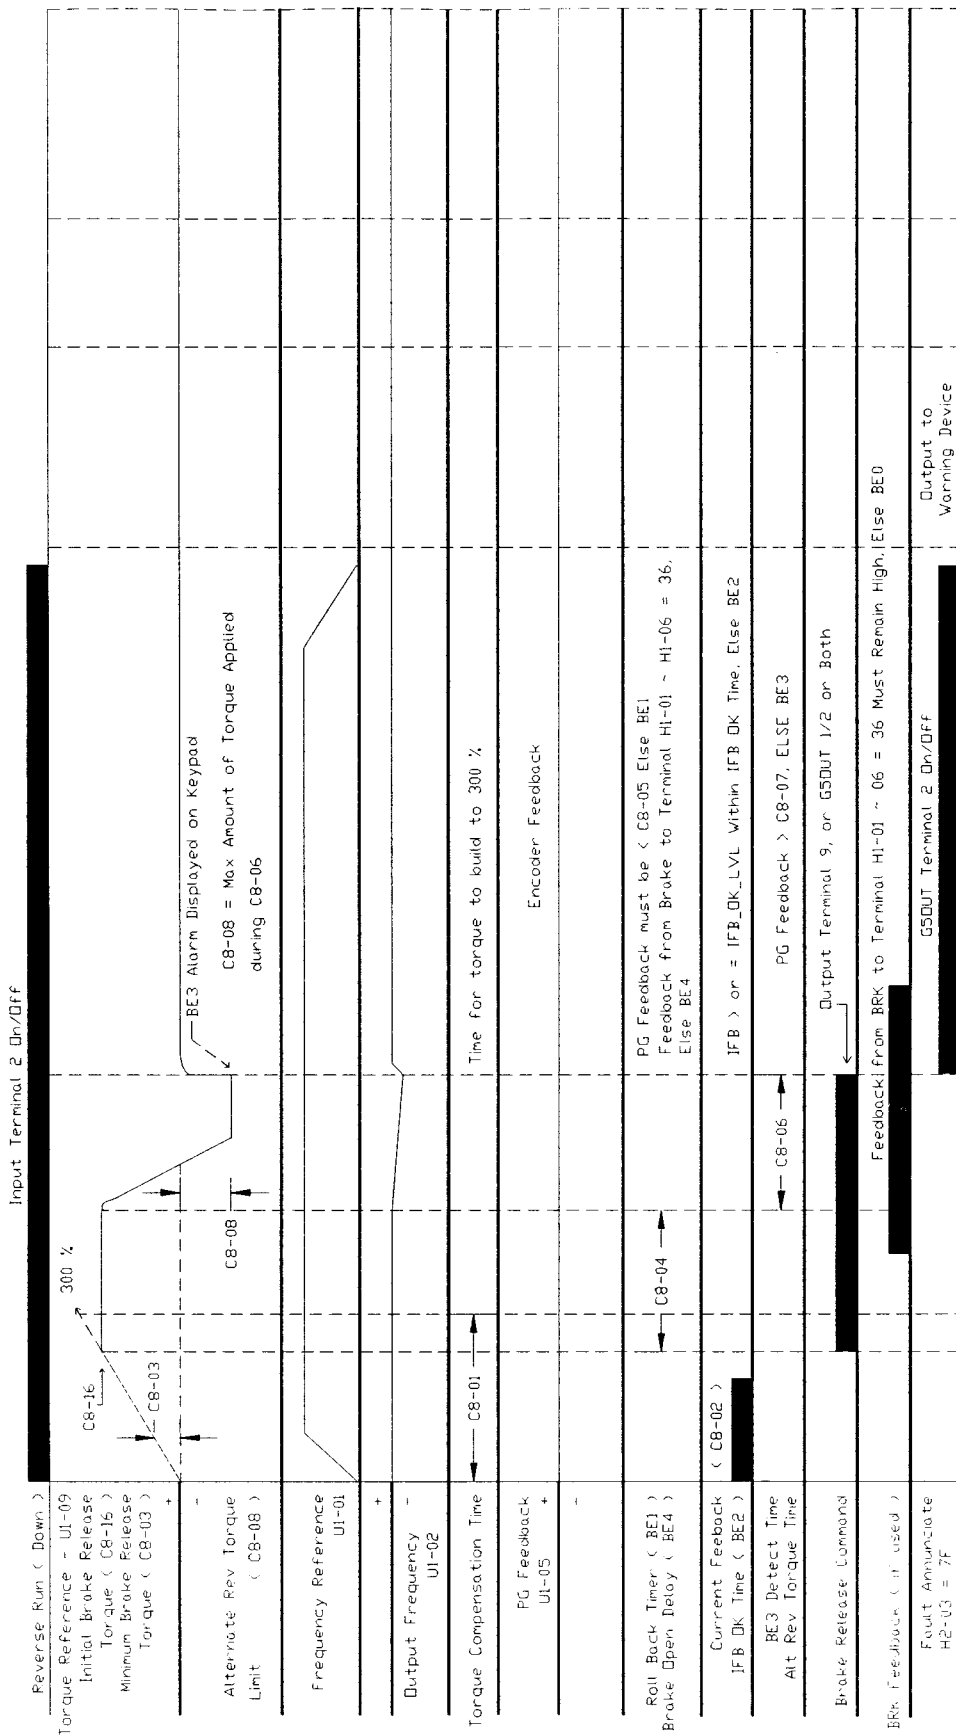 Input Terminal 2 On/Off
Reverse Run ( Down )
Torque Reference - U1-09
Initial Brake Release
Torque ( C8-16 )
Minimum Brake Release
Torque ( C8-03 )
+
-
Alternate Rev Torque
Limit ( C8-08 )
300 %
C8-16
C8-03
C8-08
BE3 Alarm Displayed on Keypad
C8-08 = Max Amount of Torque Applied
during C8-06
Frequency Reference
U1-01
+
Output Frequency -
U1-02
Torque Compensation Time
C8-01
Time for torque to build to 300 %
PG Feedback +
U1-05
-
Encoder Feedback
Roll Back Timer ( BE1 )
Brake Open Delay ( BE4 )
C8-04
PG Feedback must be < C8-05 Else BE1
Feedback from Brake to Terminal H1-01 ~ H1-06 = 36,
Else BE4
Current Feeback
IFB OK Time ( BE2 )
( C8-02 )
IFB > or = IFB_OK_LVL Within IFB OK Time, Else BE2
BE3 Detect Time
Alt Rev Torque Time
C8-06
PG Feedback > C8-07, ELSE BE3
Brake Release Command
Output Terminal 9, or G5OUT 1/2 or Both
BRK Feedback ( if used )
Feedback from BRK to Terminal H1-01 ~ 06 = 36 Must Remain High, Else BE0
Fault Annunciate
H2-03 = 7F
G5OUT Terminal 2 On/Off
Output to
Warning Device